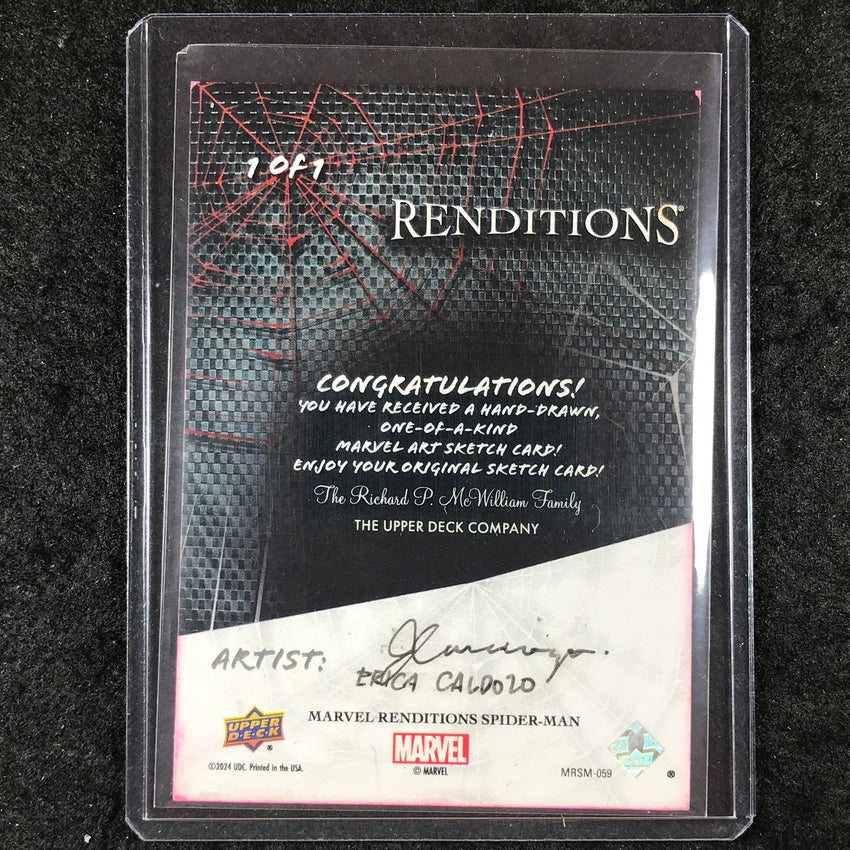 1 of 1
RENDITIONS®
CONGRATULATIONS!
YOU HAVE RECEIVED A HAND-DRAWN,
ONE-OF-A-KIND
MARVEL ART SKETCH CARD!
ENJOY YOUR ORIGINAL SKETCH CARD!
The Richard P. McWilliam Family
THE UPPER DECK COMPANY
ARTIST:
ERICA CALDOZO
MARVEL RENDITIONS SPIDER-MAN
UPPER
D·E·C·K
®
MARVEL
©2024 UDC. Printed in the USA.
© MARVEL
MRSM-059
®